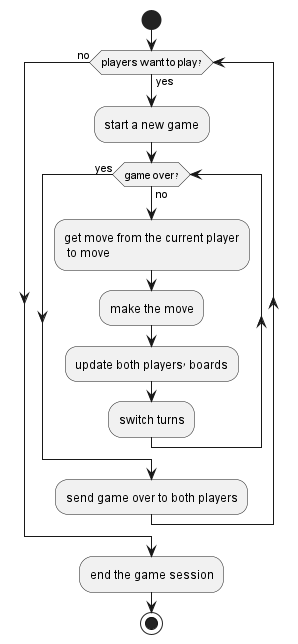 no
players want to play?
yes
start a new game
yes
game over?
no
get move from the current player
to move
make the move
update both players' boards
switch turns
send game over to both players
end the game session